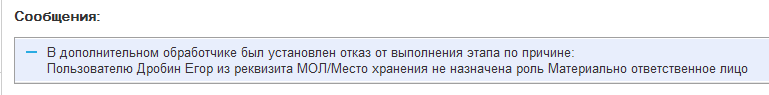 Сообщения:
В дополнительном обработчике был установлен отказ от выполнения этапа по причине:
Пользователю Дробин Егор из реквизита МОЛ/Место хранения не назначена роль Материально ответственное лицо